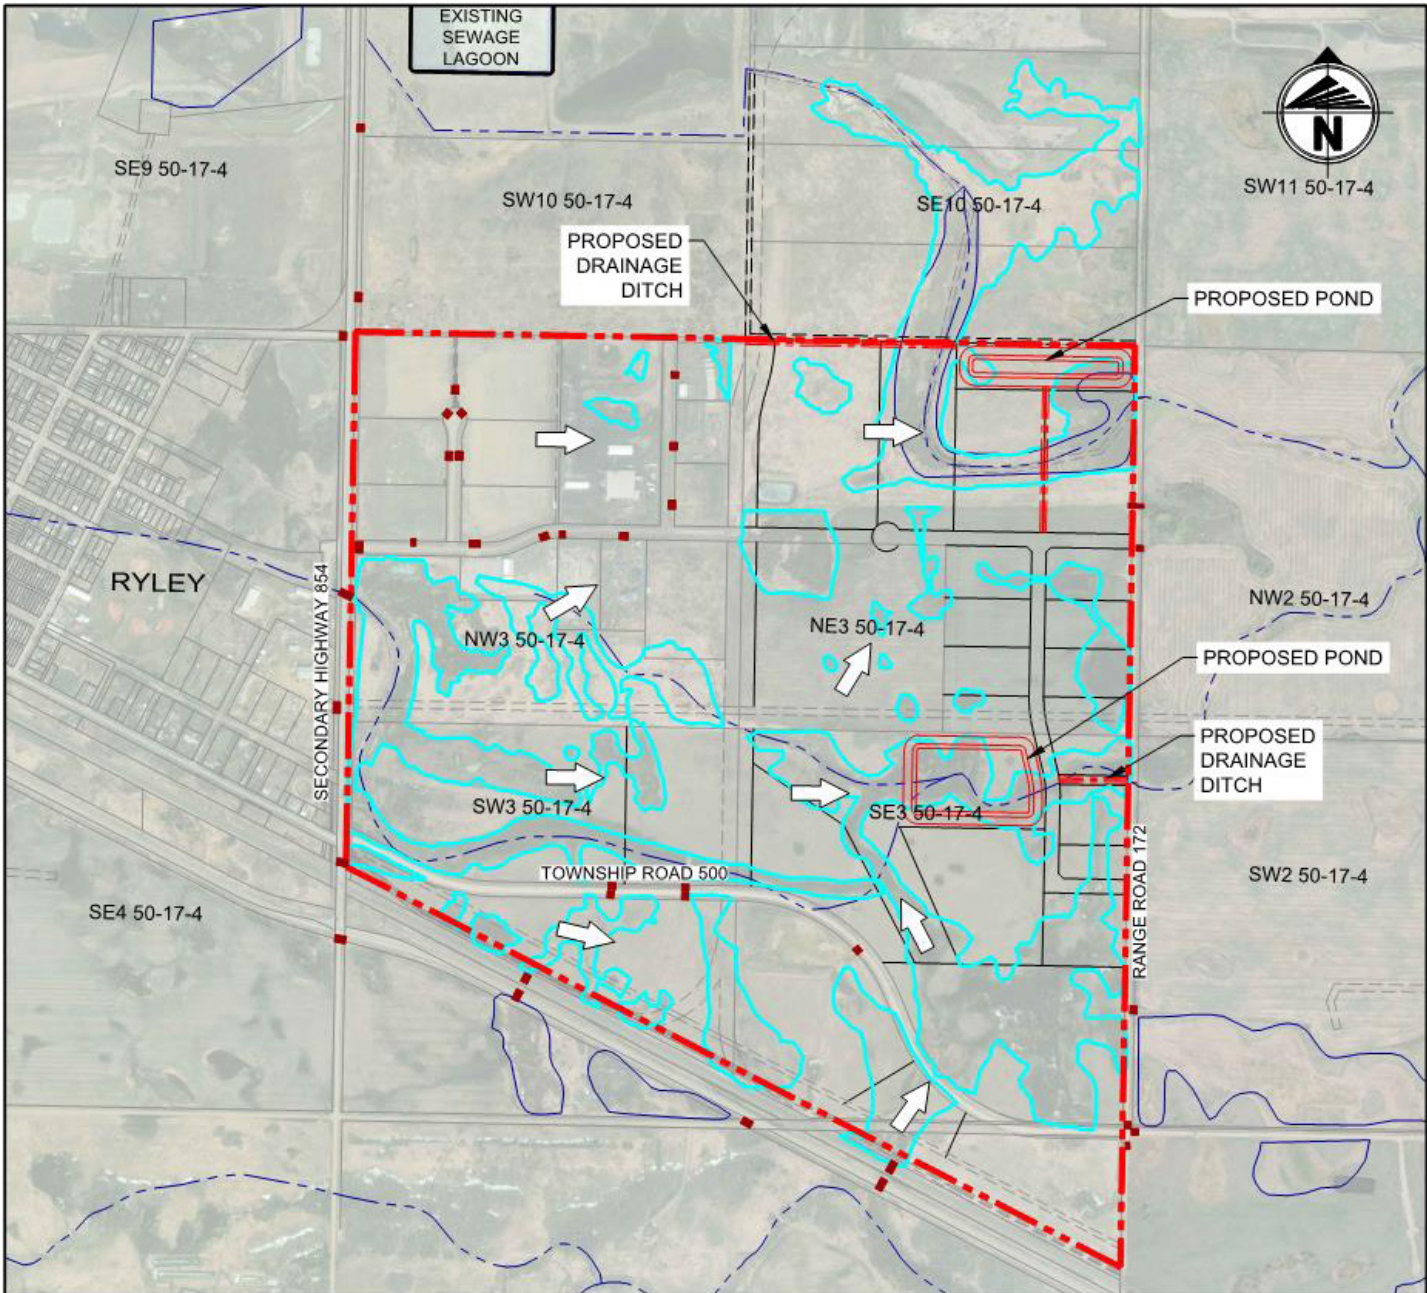 EXISTING
SEWAGE
LAGOON
N
SE9 50-17-4
SW10 50-17-4
SE10 50-17-4
SW11 50-17-4
PROPOSED
DRAINAGE
DITCH
PROPOSED POND
RYLEY
SECONDARY HIGHWAY 854
NW3 50-17-4
NE3 50-17-4
NW2 50-17-4
PROPOSED POND
PROPOSED
DRAINAGE
DITCH
SW3 50-17-4
SE3 50-17-4
TOWNSHIP ROAD 500
RANGE ROAD 172
SW2 50-17-4
SE4 50-17-4